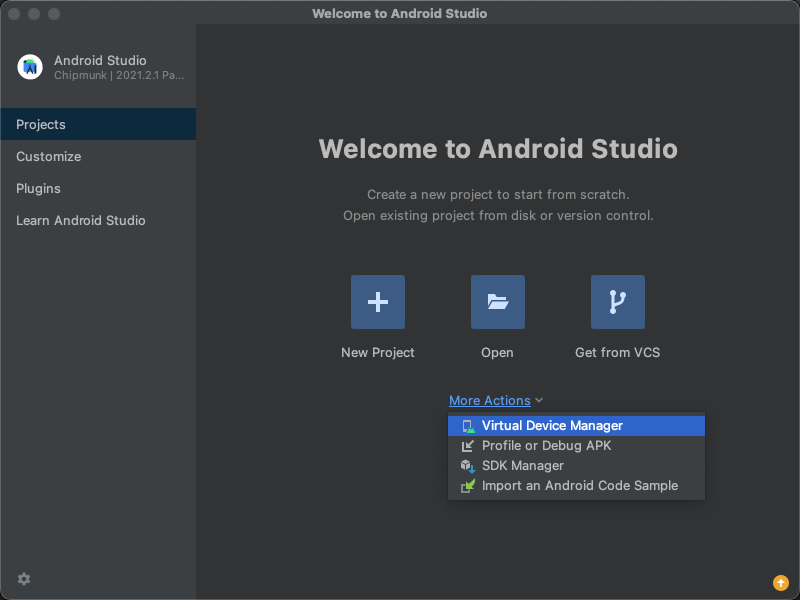 Welcome to Android Studio
Android Studio
Chipmunk | 2021.2.1 Pa...
Projects
Customize
Plugins
Learn Android Studio
Welcome to Android Studio
Create a new project to start from scratch.
Open existing project from disk or version control.
New Project
Open
Get from VCS
More Actions
Virtual Device Manager
Profile or Debug APK
SDK Manager
Import an Android Code Sample